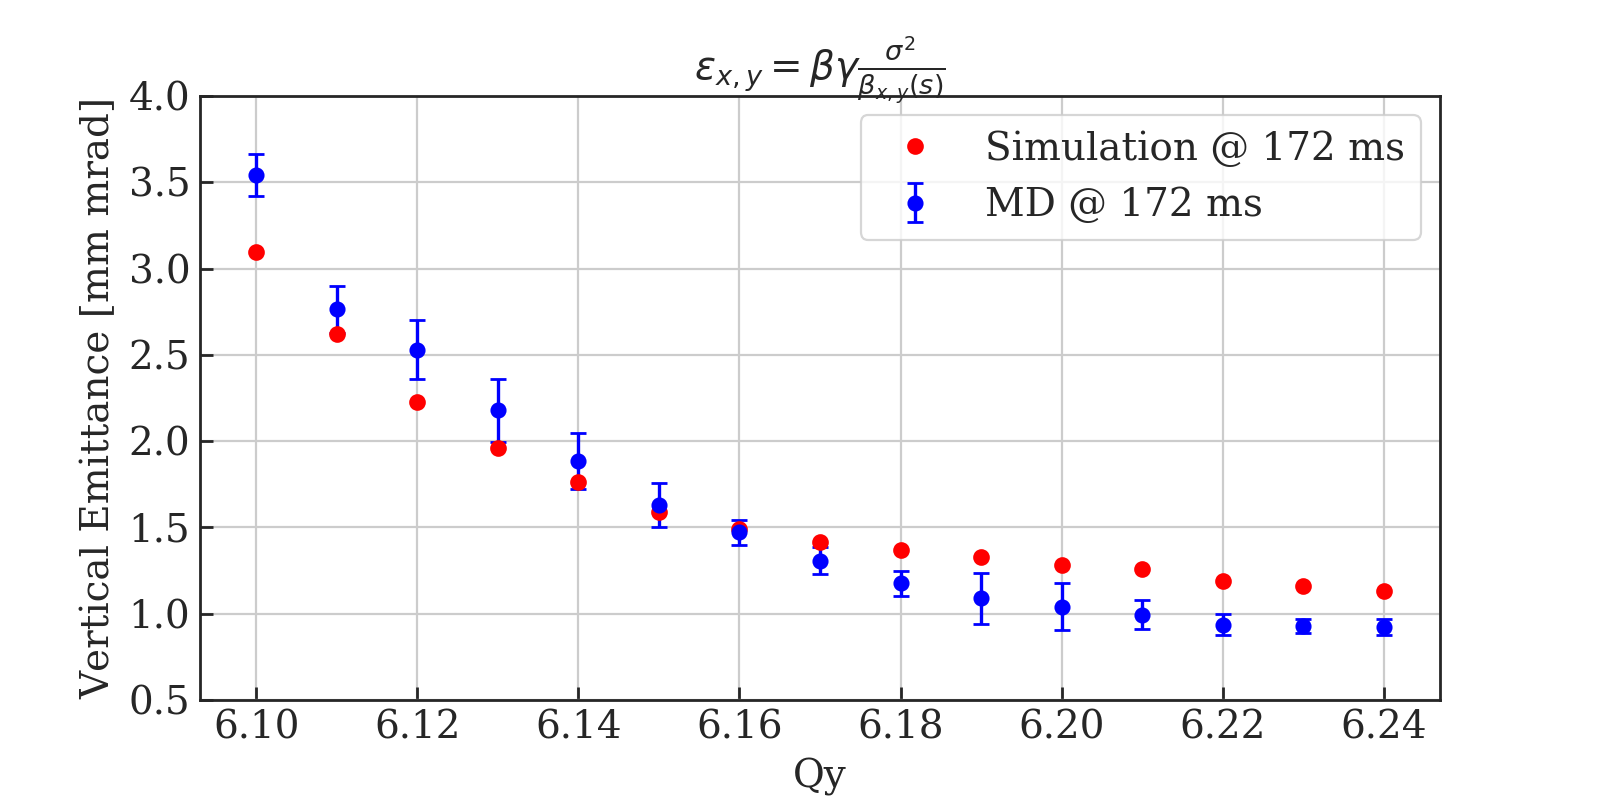 ε_{x, y} = βγ \frac{σ^2}{β_{x, y}(s)}
Vertical Emittance [mm mrad]
4.0
3.5
3.0
2.5
2.0
1.5
1.0
0.5
Simulation @ 172 ms
MD @ 172 ms
6.10 6.12 6.14 6.16 6.18 6.20 6.22 6.24
Qy